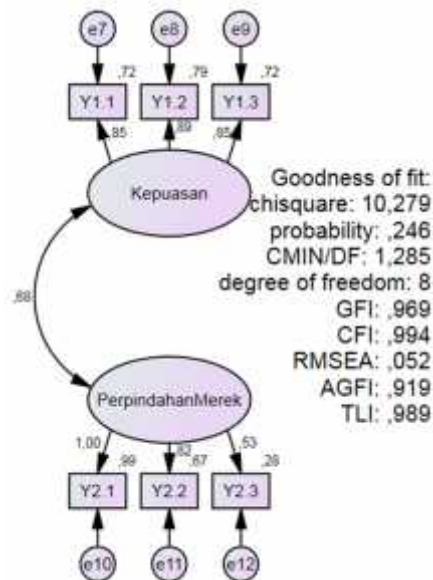 e7 e8 e9
,72 ,79 ,72
Y1.1 Y1.2 Y1.3
,85 ,89 ,85
Kepuasan
Goodness of fit:
chisquare: 10,279
probability: ,246
CMIN/DF: 1,285
degree of freedom: 8
GFI: ,969
CFI: ,994
RMSEA: ,052
AGFI: ,919
TLI: ,989
,68
PerpindahanMerek
1,00 ,82 ,53
,99 ,67 ,28
Y2.1 Y2.2 Y2.3
e10 e11 e12